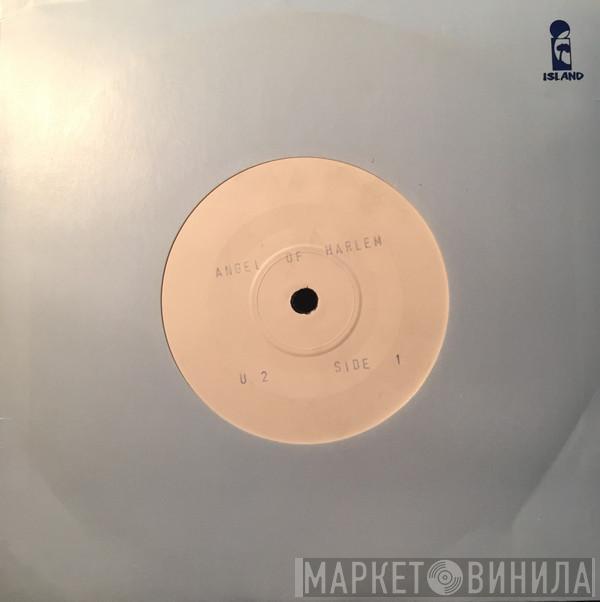 ISLAND
ANGEL OF HARLEM
U 2 SIDE 1
МАРКЕТ ВИНИЛА